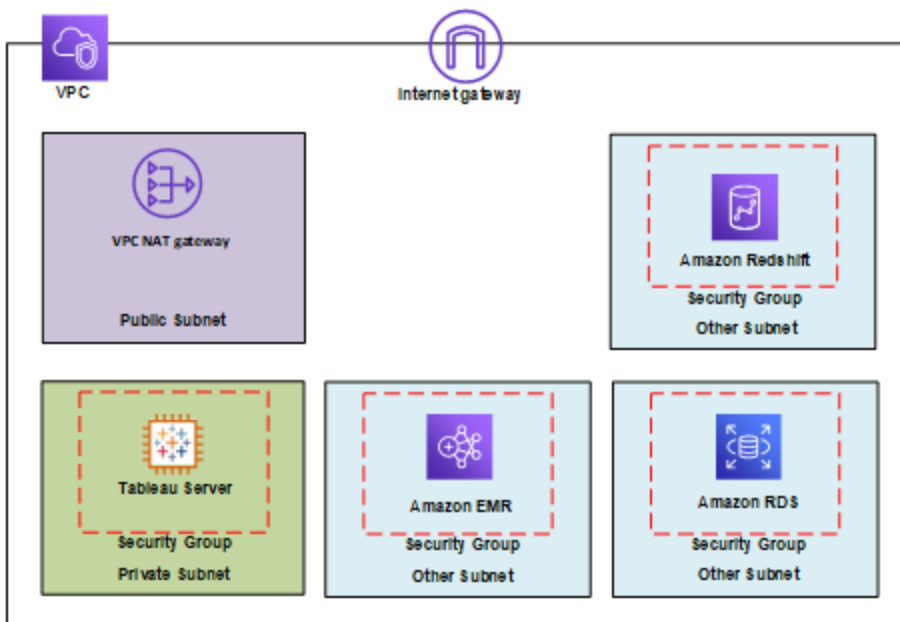 VPC
Internet gateway
VPC NAT gateway
Public Subnet
Amazon Redshift
Security Group
Other Subnet
Tableau Server
Security Group
Private Subnet
Amazon EMR
Security Group
Other Subnet
Amazon RDS
Security Group
Other Subnet